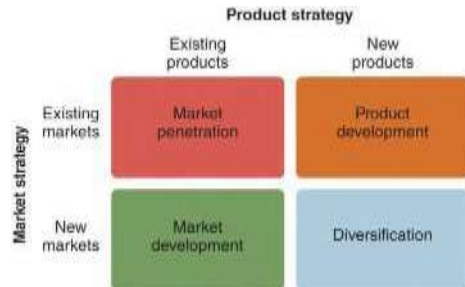 Product strategy
Existing
products
New
products
Market strategy
Existing
markets
Market
penetration
Product
development
New
markets
Market
development
Diversification